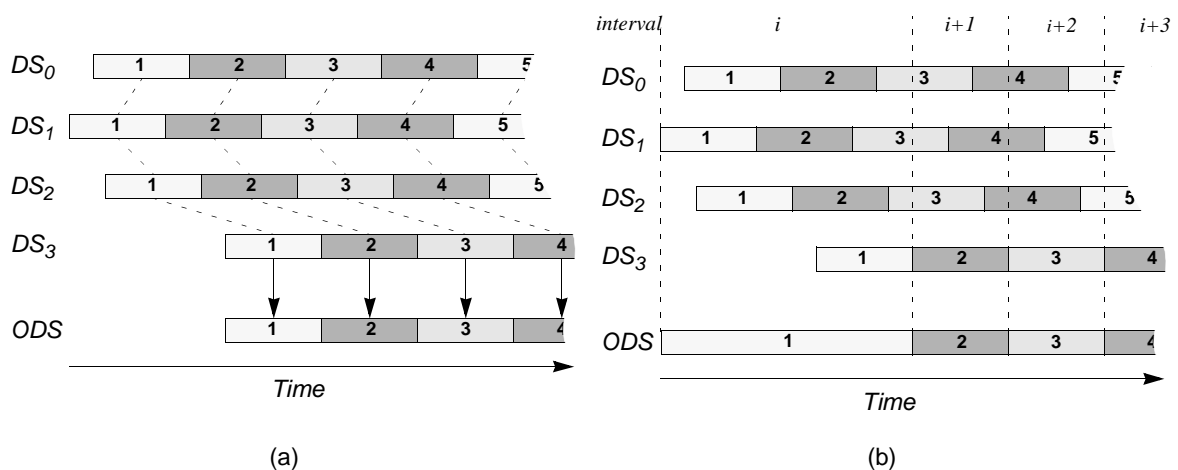 DS0 1 2 3 4 5
DS1 1 2 3 4 5
DS2 1 2 3 4 5
DS3 1 2 3 4
ODS 1 2 3 4
Time
(a)
interval i i+1 i+2 i+3
DS0 1 2 3 4 5
DS1 1 2 3 4 5
DS2 1 2 3 4 5
DS3 1 2 3 4
ODS 1 2 3 4
Time
(b)